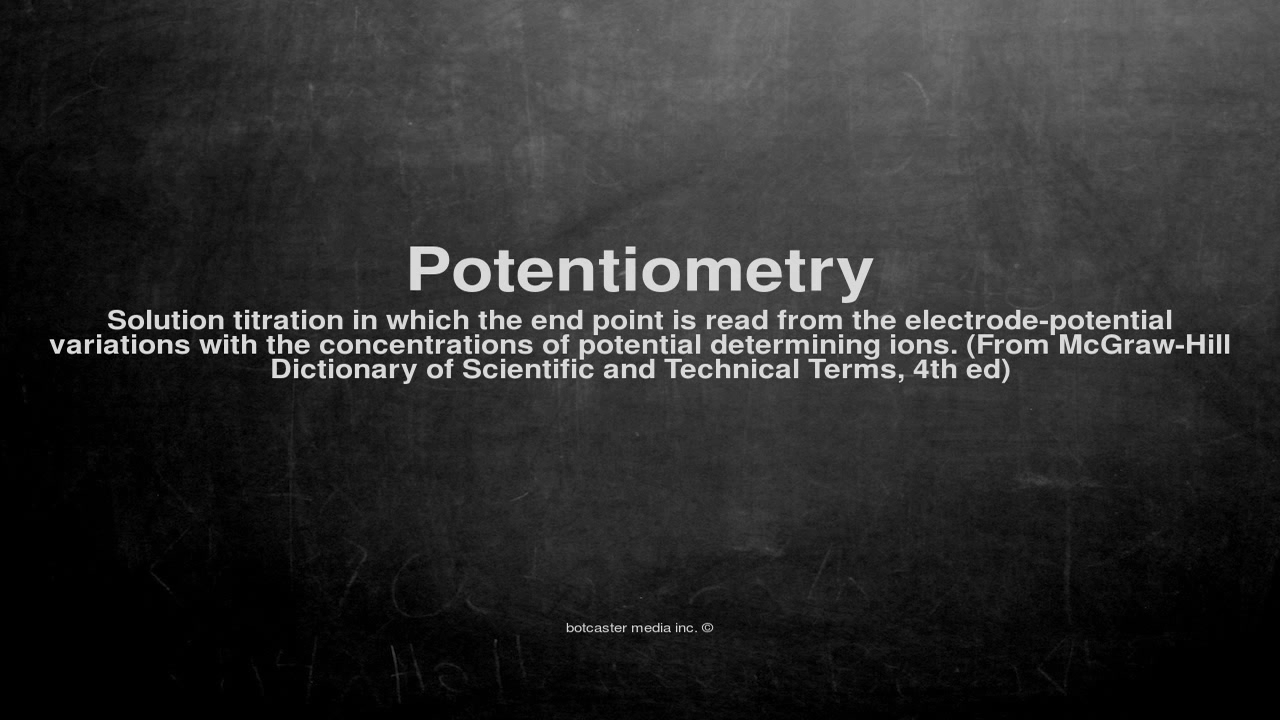 Potentiometry
Solution titration in which the end point is read from the electrode-potential
variations with the concentrations of potential determining ions. (From McGraw-Hill
Dictionary of Scientific and Technical Terms, 4th ed)
botcaster media inc. ©